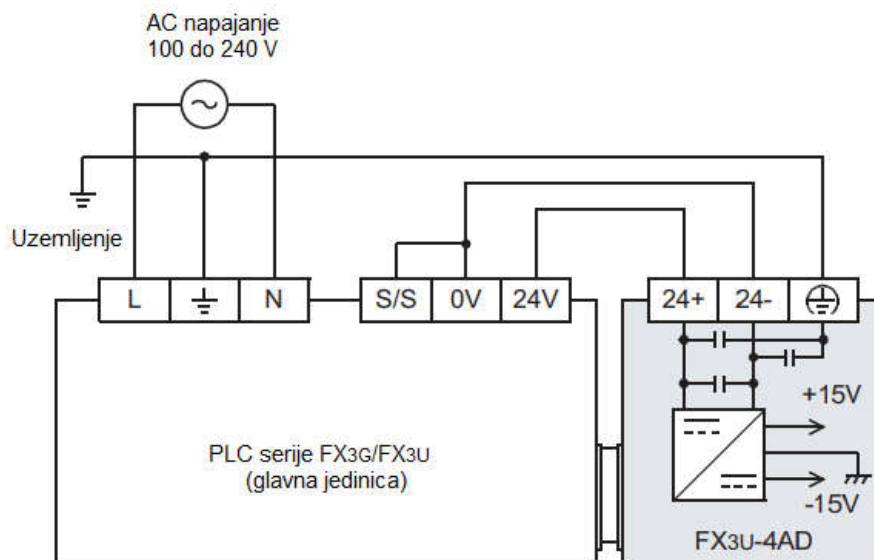 AC napajanje
100 do 240 V
Uzemljenje
L
N
S/S
0V
24V
24+
24-
+15V
-15V
PLC serije FX3G/FX3U
(glavna jedinica)
FX3U-4AD